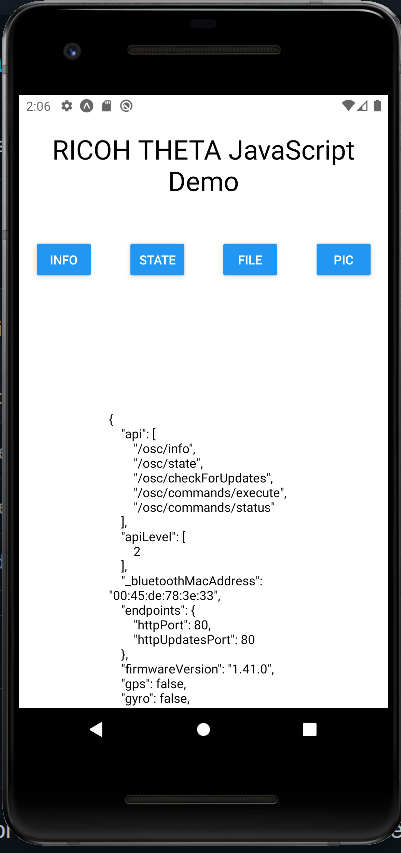 2:06
RICOH THETA JavaScript
Demo
INFO STATE FILE PIC
{
"api": [
"/osc/info",
"/osc/state",
"/osc/checkForUpdates",
"/osc/commands/execute",
"/osc/commands/status"
],
"apiLevel": [
2
],
"_bluetoothMacAddress":
"00:45:de:78:3e:33",
"endpoints": {
"httpPort": 80,
"httpUpdatesPort": 80
},
"firmwareVersion": "1.41.0",
"gps": false,
"gyro": false,